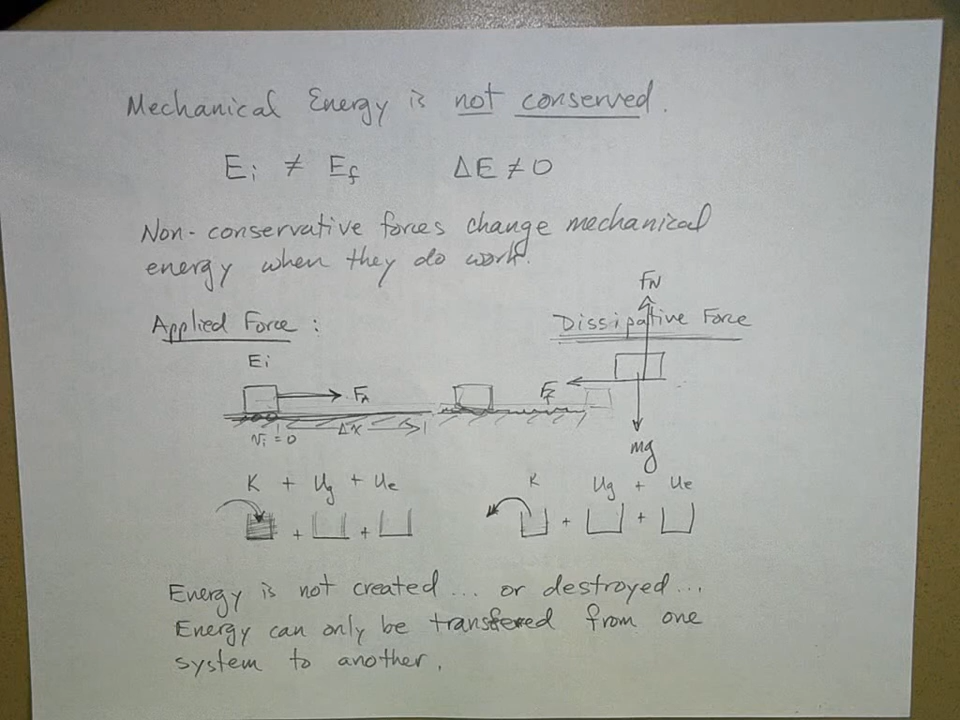 Mechanical Energy is not conserved.
Ei ≠ Ef ΔE ≠ 0
Non-conservative forces change mechanical
energy when they do work.
Applied Force :
Ei
FA
vi = 0
Δx
K + Ug + Ue
+ +
Dissipative Force
FN
Ff
mg
K Ug + Ue
+ +
Energy is not created ... or destroyed ...
Energy can only be transfered from one
system to another.